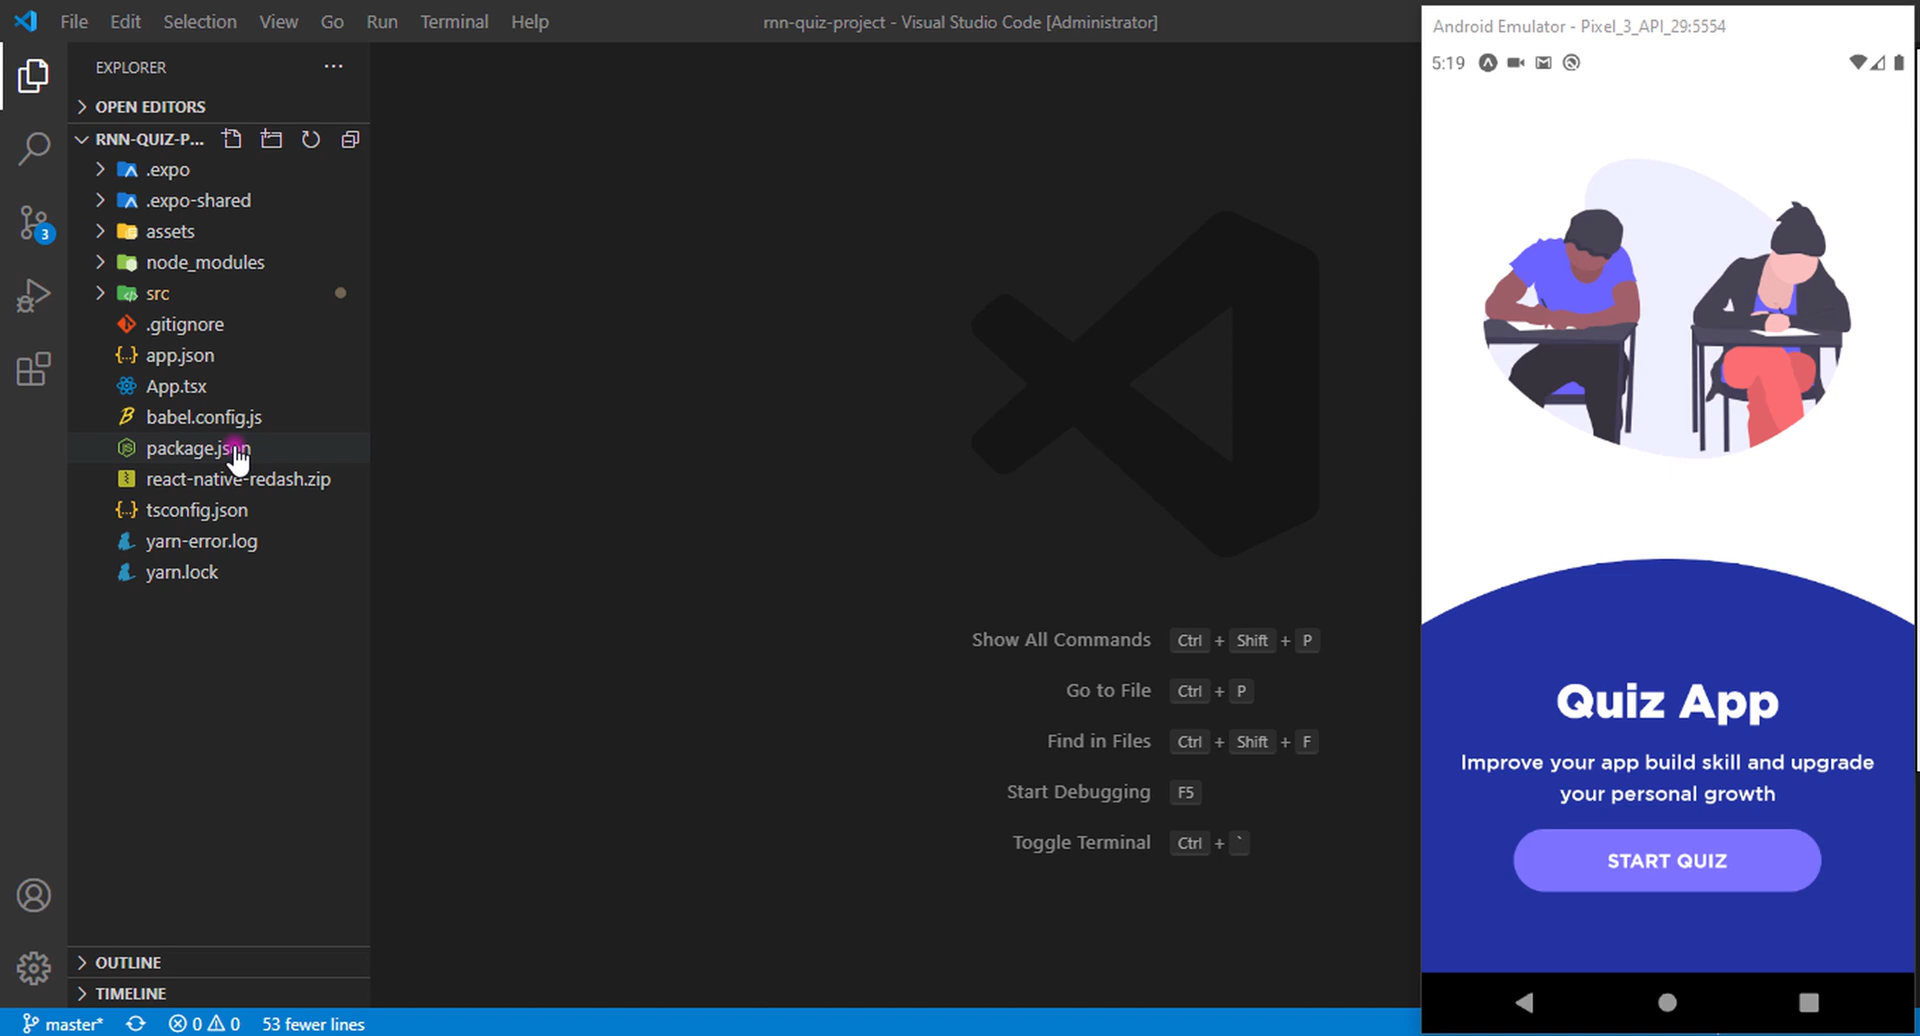 File Edit Selection View Go Run Terminal Help
rnn-quiz-project - Visual Studio Code [Administrator]
EXPLORER
OPEN EDITORS
RNN-QUIZ-P...
.expo
.expo-shared
assets
node_modules
src
.gitignore
app.json
App.tsx
babel.config.js
package.json
react-native-redash.zip
tsconfig.json
yarn-error.log
yarn.lock
OUTLINE
TIMELINE
3
Show All Commands Ctrl + Shift + P
Go to File Ctrl + P
Find in Files Ctrl + Shift + F
Start Debugging F5
Toggle Terminal Ctrl + `
master* 0 0 53 fewer lines
Android Emulator - Pixel_3_API_29:5554
5:19
Quiz App
Improve your app build skill and upgrade
your personal growth
START QUIZ